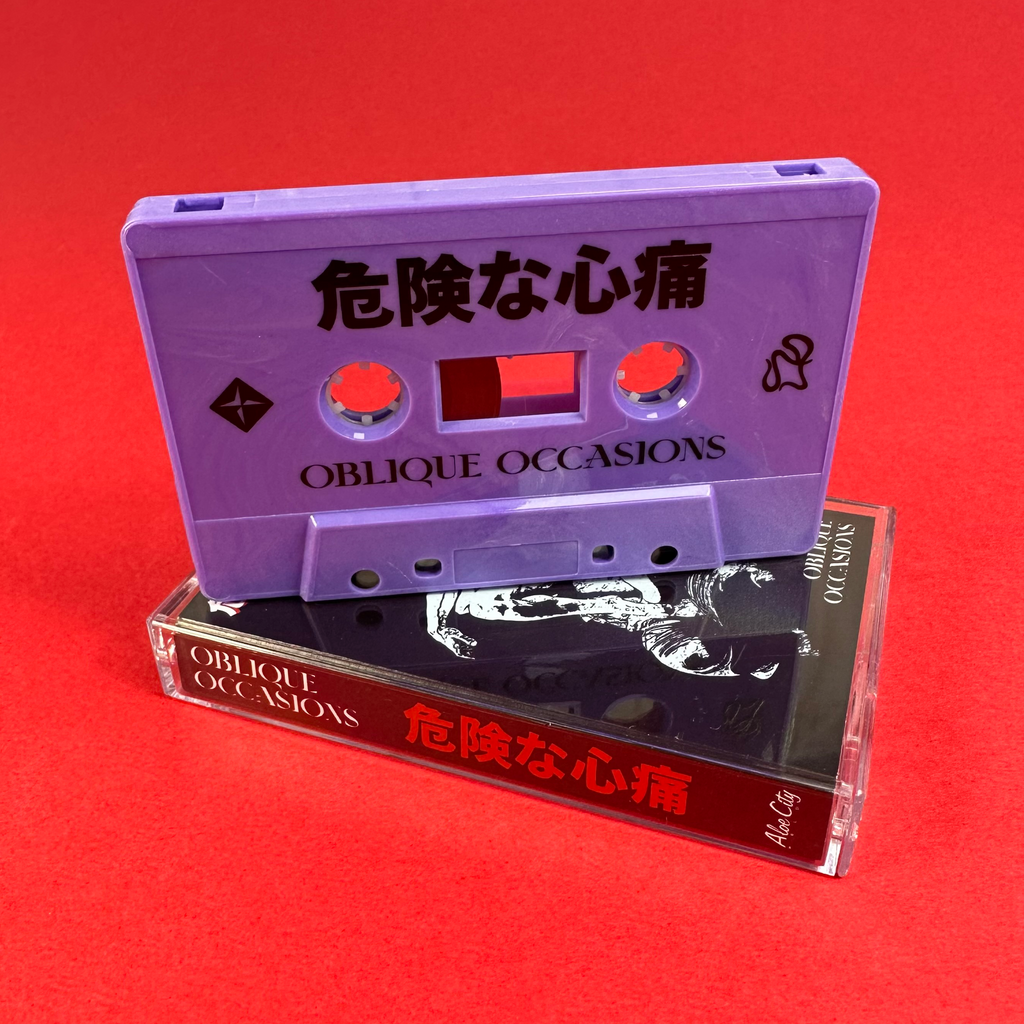 危険な心痛
OBLIQUE OCCASIONS
OBLIQUE
OCCASIONS
OBLIQUE
OCCASIONS
危険な心痛
Aloe City